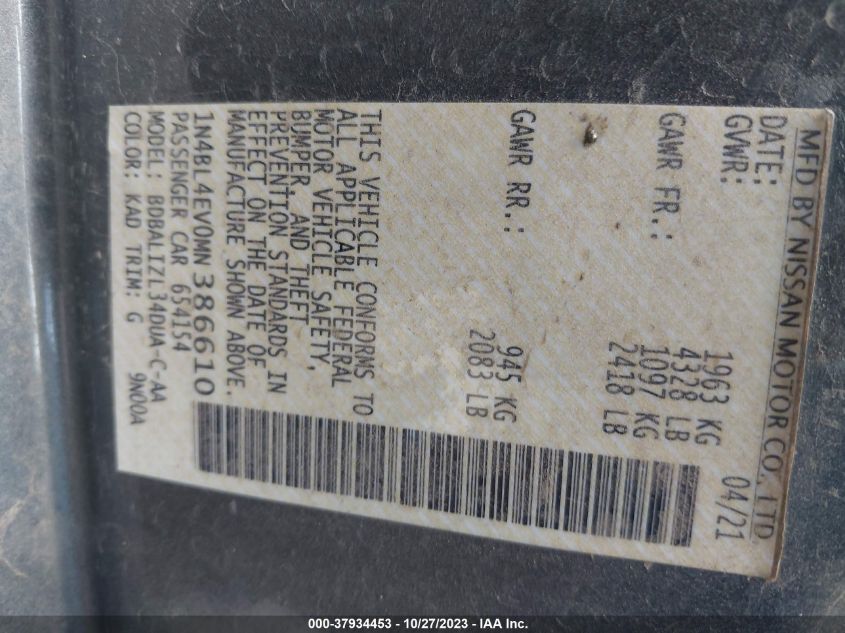 MFD BY NISSAN MOTOR CO., LTD.
DATE: 04/21
GVWR: 1963 KG
4328 LB
GAWR FR.: 1097 KG
2418 LB
GAWR RR.: 945 KG
2083 LB
THIS VEHICLE CONFORMS TO
ALL APPLICABLE FEDERAL
MOTOR VEHICLE SAFETY,
BUMPER AND THEFT
PREVENTION STANDARDS IN
EFFECT ON THE DATE OF
MANUFACTURE SHOWN ABOVE.
1N4BL4EV0MN386610
PASSENGER CAR 654154
MODEL: BDBALIZL34DUA-C-AA
COLOR: KAD TRIM: G 9N00A
000-37934453 - 10/27/2023 - IAA Inc.